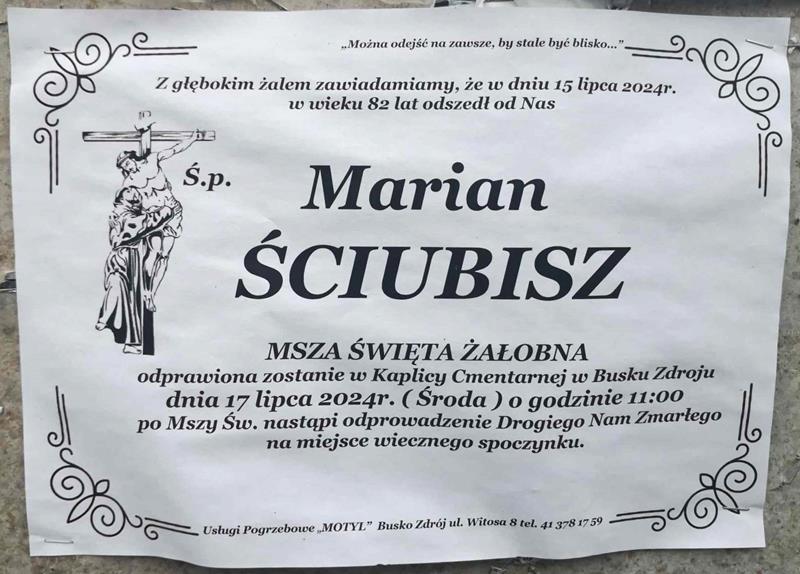 „Można odejść na zawsze, by stale być blisko...”
Z głębokim żalem zawiadamiamy, że w dniu 15 lipca 2024r.
w wieku 82 lat odszedł od Nas
Ś.p.
Marian
ŚCIUBISZ
MSZA ŚWIĘTA ŻAŁOBNA
odprawiona zostanie w Kaplicy Cmentarnej w Busku Zdroju
dnia 17 lipca 2024r. ( Środa ) o godzinie 11:00
po Mszy Św. nastąpi odprowadzenie Drogiego Nam Zmarłego
na miejsce wiecznego spoczynku.
Usługi Pogrzebowe „MOTYL” Busko Zdrój ul. Witosa 8 tel. 41 378 17 59